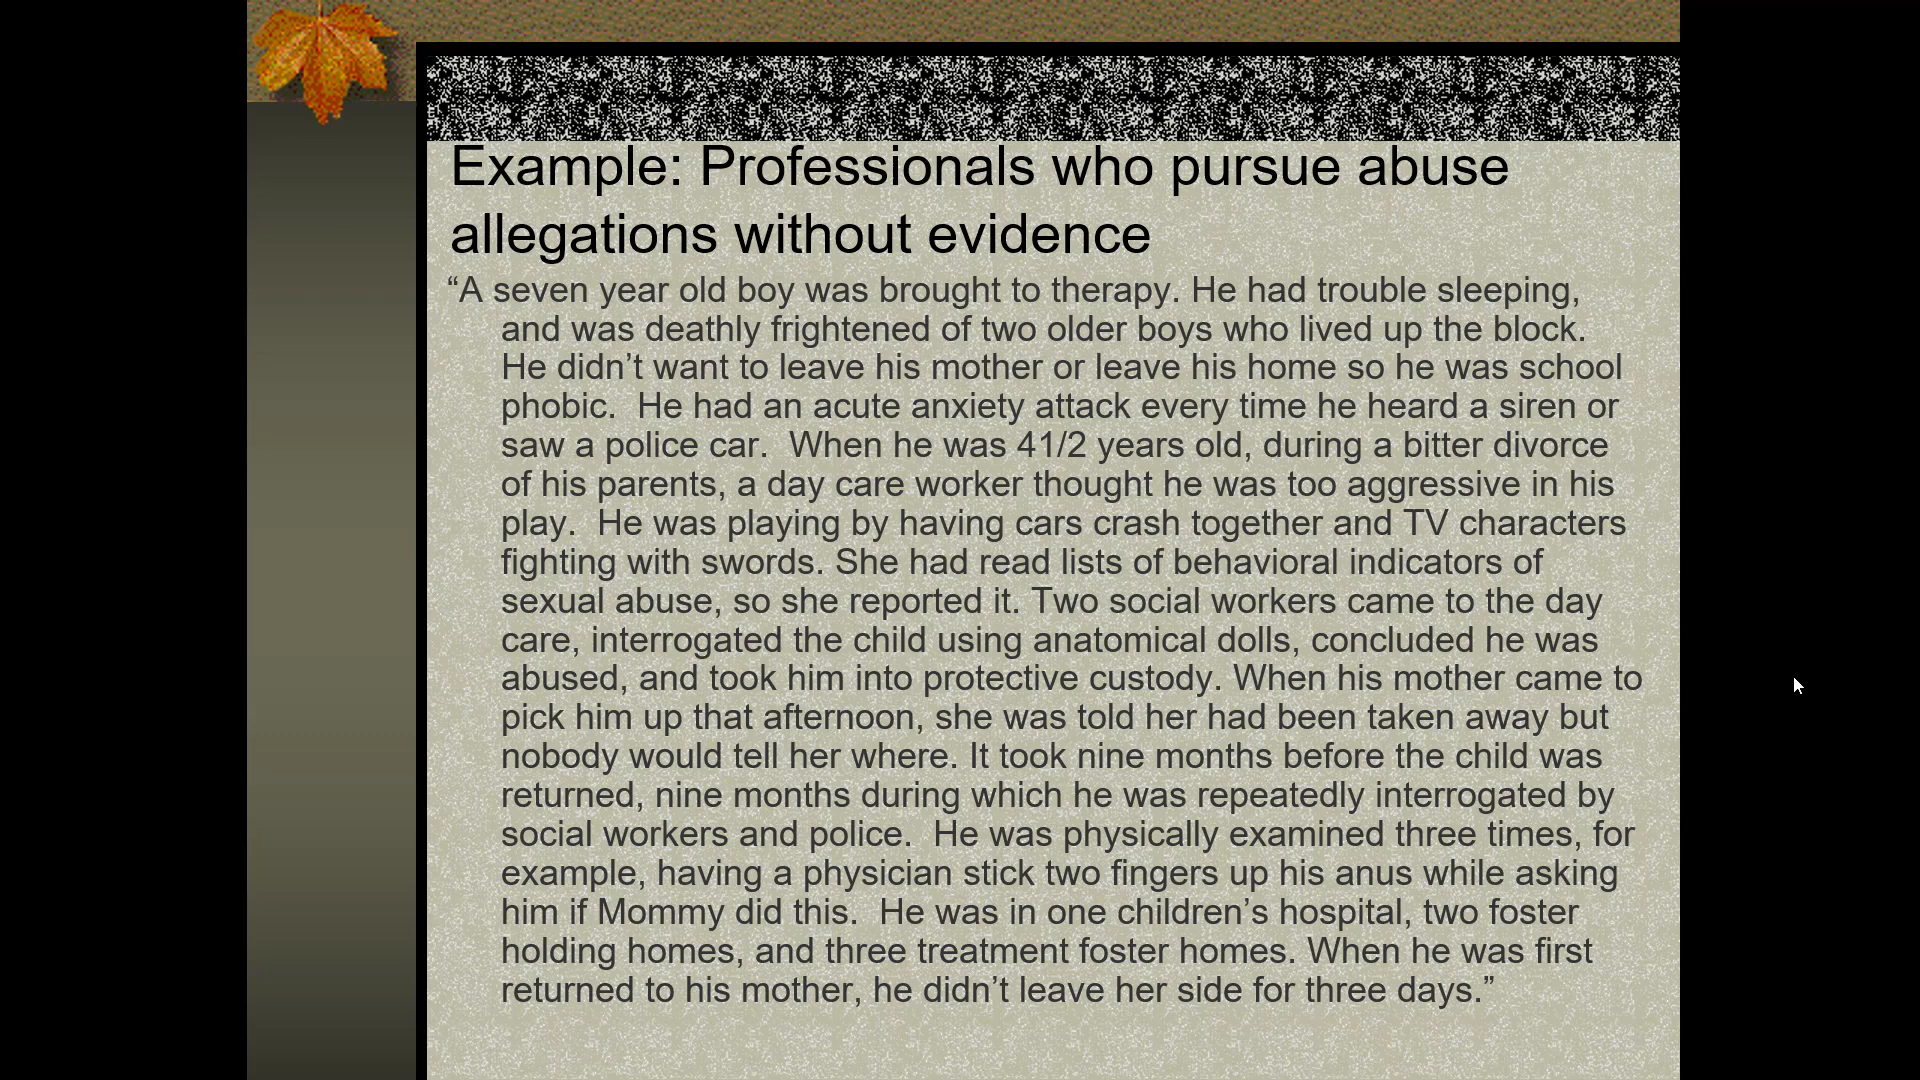 Example: Professionals who pursue abuse
allegations without evidence
“A seven year old boy was brought to therapy. He had trouble sleeping,
and was deathly frightened of two older boys who lived up the block.
He didn’t want to leave his mother or leave his home so he was school
phobic.  He had an acute anxiety attack every time he heard a siren or
saw a police car.  When he was 41/2 years old, during a bitter divorce
of his parents, a day care worker thought he was too aggressive in his
play.  He was playing by having cars crash together and TV characters
fighting with swords. She had read lists of behavioral indicators of
sexual abuse, so she reported it. Two social workers came to the day
care, interrogated the child using anatomical dolls, concluded he was
abused, and took him into protective custody. When his mother came to
pick him up that afternoon, she was told her had been taken away but
nobody would tell her where. It took nine months before the child was
returned, nine months during which he was repeatedly interrogated by
social workers and police.  He was physically examined three times, for
example, having a physician stick two fingers up his anus while asking
him if Mommy did this.  He was in one children’s hospital, two foster
holding homes, and three treatment foster homes. When he was first
returned to his mother, he didn’t leave her side for three days.”